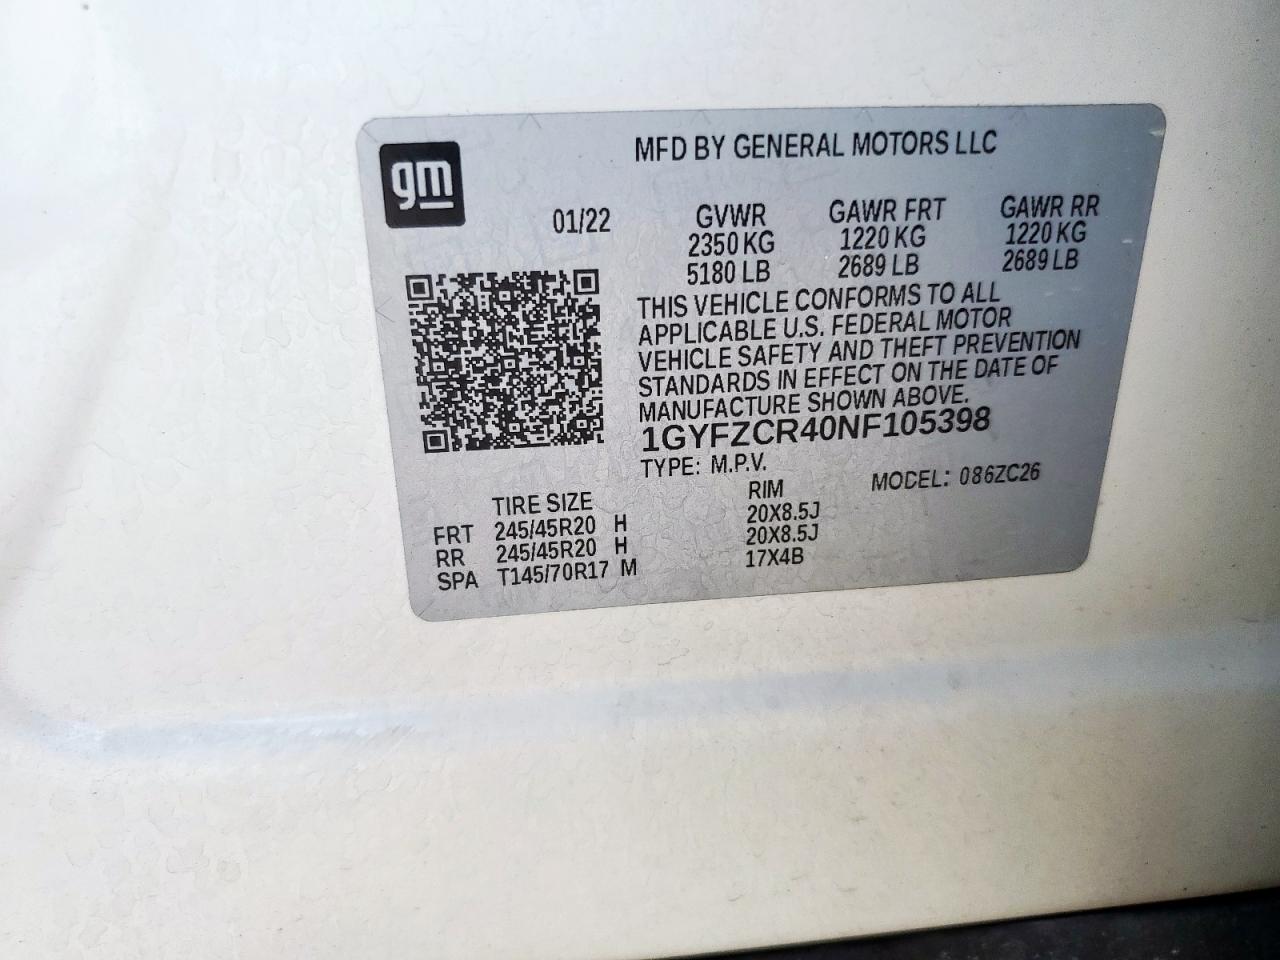 gm
MFD BY GENERAL MOTORS LLC
01/22 GVWR GAWR FRT GAWR RR
2350 KG 1220 KG 1220 KG
5180 LB 2689 LB 2689 LB
THIS VEHICLE CONFORMS TO ALL
APPLICABLE U.S. FEDERAL MOTOR
VEHICLE SAFETY AND THEFT PREVENTION
STANDARDS IN EFFECT ON THE DATE OF
MANUFACTURE SHOWN ABOVE.
1GYFZCR40NF105398
TYPE: M.P.V. MODEL: 086ZC26
TIRE SIZE RIM
FRT 245/45R20 H 20X8.5J
RR 245/45R20 H 20X8.5J
SPA T145/70R17 M 17X4B